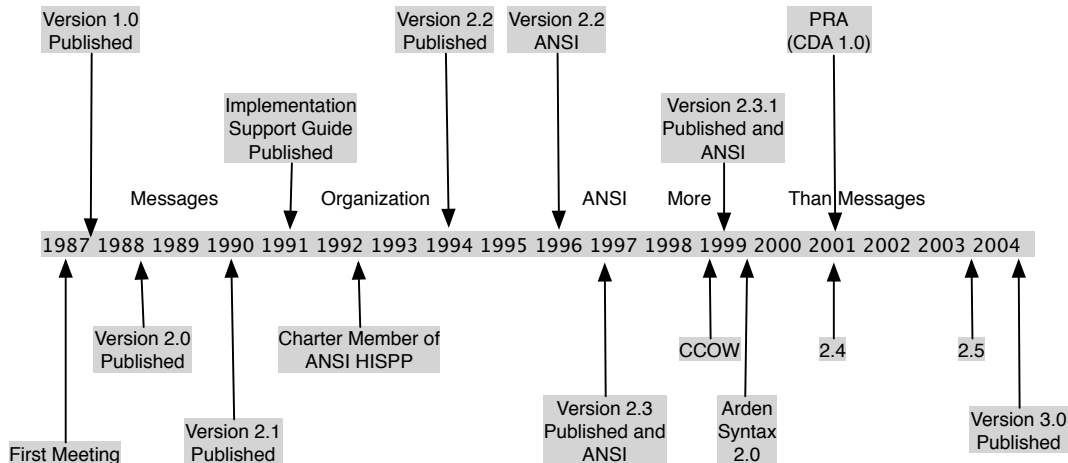 Version 1.0
Published
Version 2.2
Published
Version 2.2
ANSI
PRA
(CDA 1.0)
Implementation
Support Guide
Published
Version 2.3.1
Published and
ANSI
Messages Organization ANSI More Than Messages
1987 1988 1989 1990 1991 1992 1993 1994 1995 1996 1997 1998 1999 2000 2001 2002 2003 2004
Version 2.0
Published
Charter Member of
ANSI HISPP
CCOW
2.4
2.5
First Meeting
Version 2.1
Published
Version 2.3
Published and
ANSI
Arden
Syntax
2.0
Version 3.0
Published